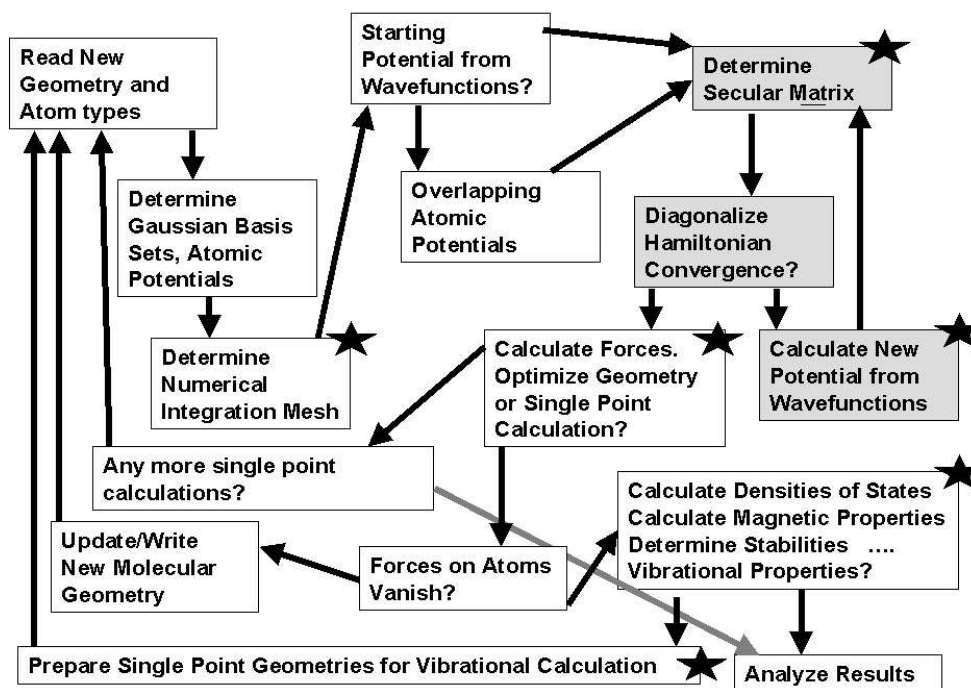 Read New
Geometry and
Atom types
Starting
Potential from
Wavefunctions?
Determine
Secular Matrix
Determine
Gaussian Basis
Sets, Atomic
Potentials
Overlapping
Atomic
Potentials
Diagonalize
Hamiltonian
Convergence?
Determine
Numerical
Integration Mesh
Calculate Forces.
Optimize Geometry
or Single Point
Calculation?
Calculate New
Potential from
Wavefunctions
Any more single point
calculations?
Calculate Densities of States
Calculate Magnetic Properties
Determine Stabilities ....
Vibrational Properties?
Update/Write
New Molecular
Geometry
Forces on Atoms
Vanish?
Prepare Single Point Geometries for Vibrational Calculation
Analyze Results